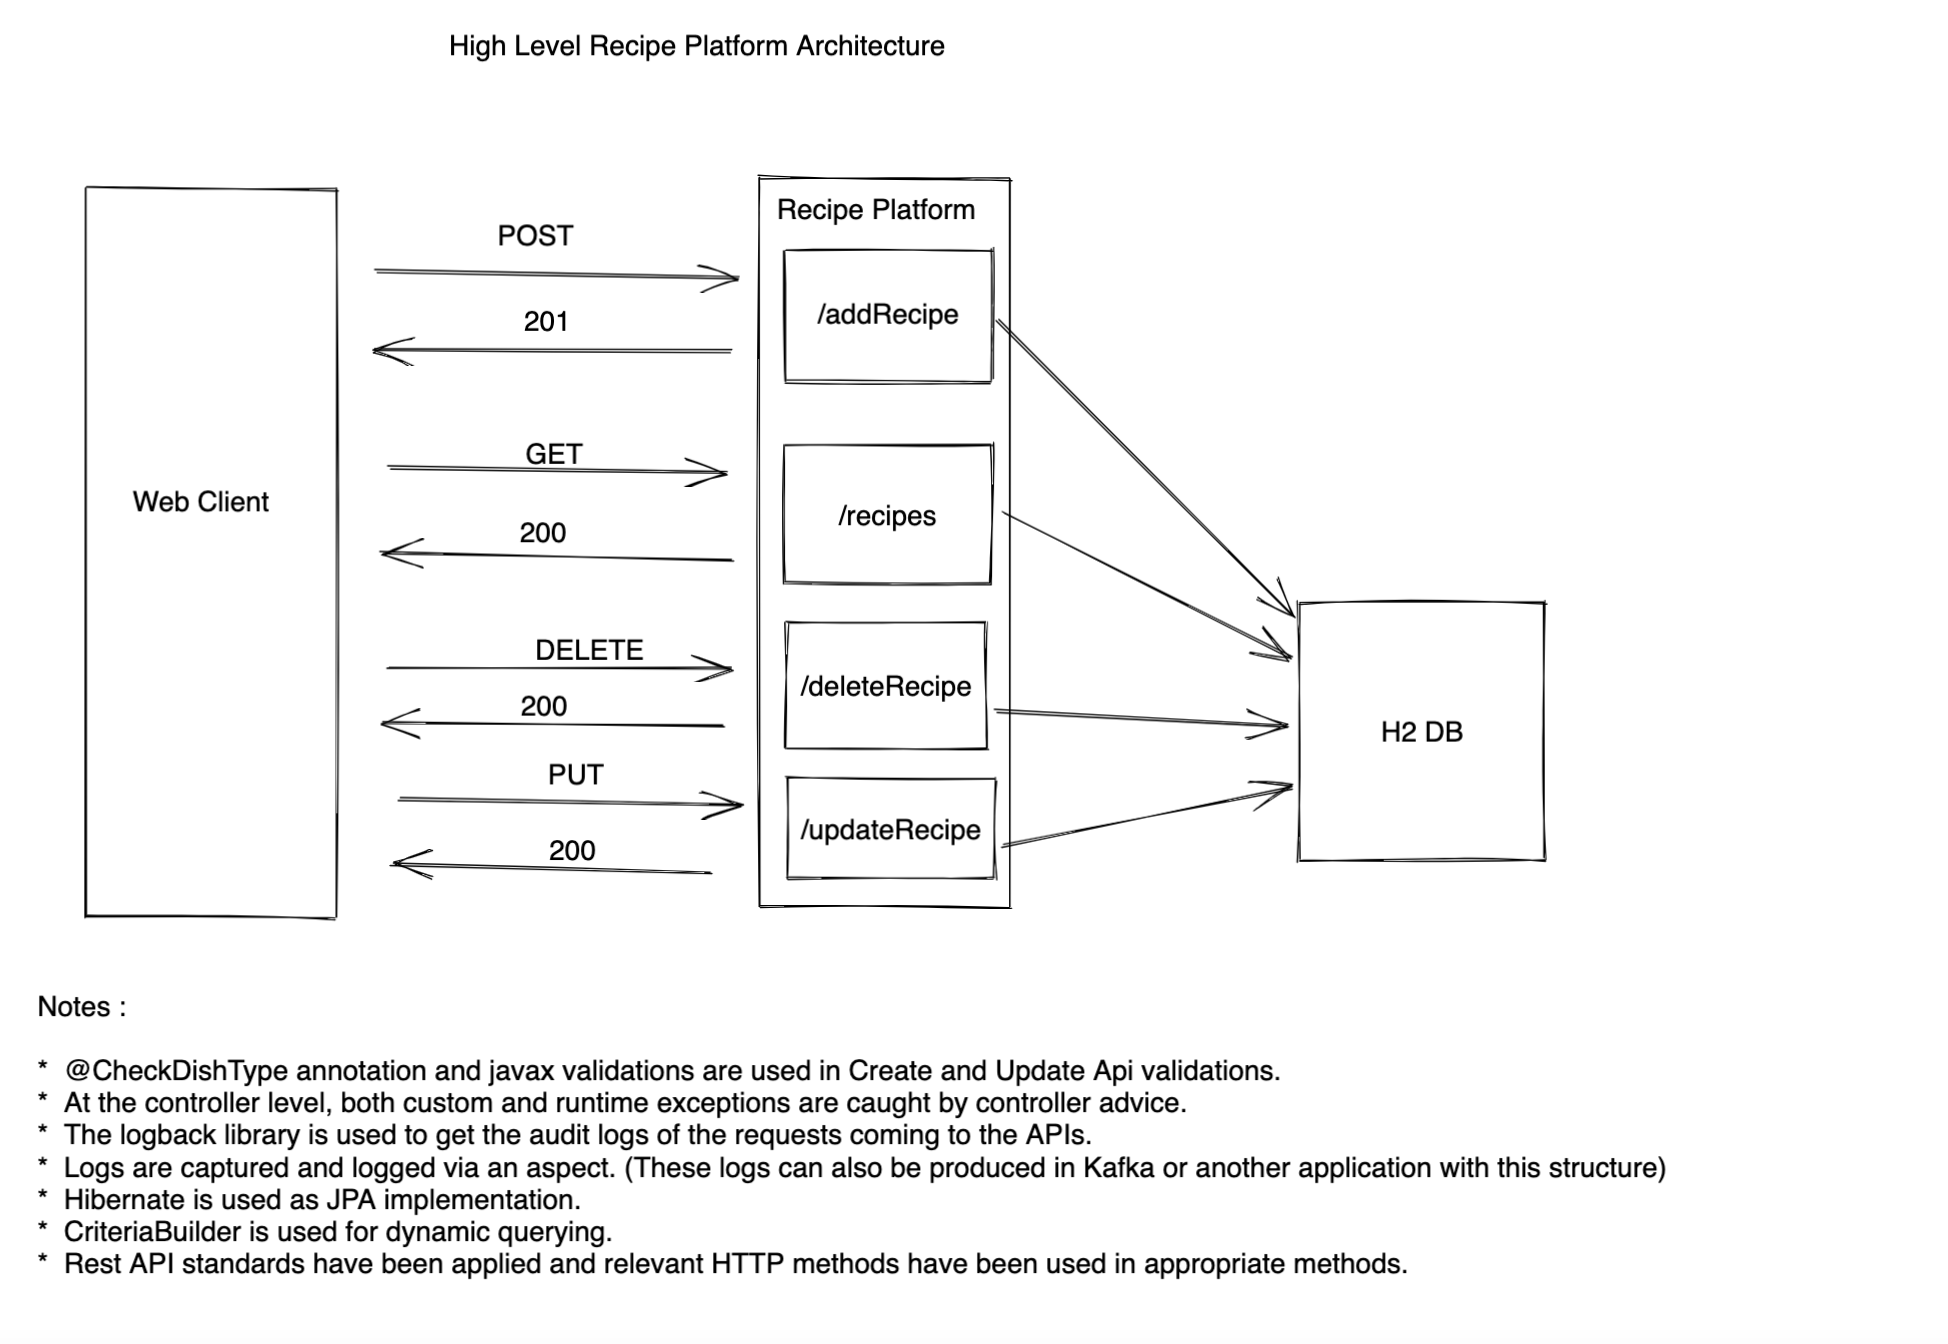 High Level Recipe Platform Architecture
Recipe Platform
POST
/addRecipe
201
GET
Web Client
/recipes
200
DELETE
/deleteRecipe
200
H2 DB
PUT
/updateRecipe
200
Notes :
* @CheckDishType annotation and javax validations are used in Create and Update Api validations.
* At the controller level, both custom and runtime exceptions are caught by controller advice.
* The logback library is used to get the audit logs of the requests coming to the APIs.
* Logs are captured and logged via an aspect. (These logs can also be produced in Kafka or another application with this structure)
* Hibernate is used as JPA implementation.
* CriteriaBuilder is used for dynamic querying.
* Rest API standards have been applied and relevant HTTP methods have been used in appropriate methods.